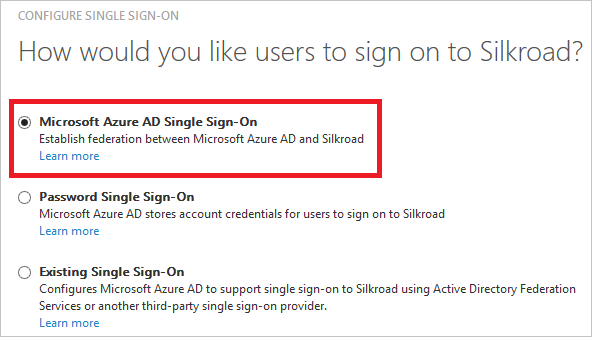 CONFIGURE SINGLE SIGN-ON
How would you like users to sign on to Silkroad?
Microsoft Azure AD Single Sign-On
Establish federation between Microsoft Azure AD and Silkroad
Learn more
Password Single Sign-On
Microsoft Azure AD stores account credentials for users to sign on to Silkroad
Learn more
Existing Single Sign-On
Configures Microsoft Azure AD to support single sign-on to Silkroad using Active Directory Federation
Services or another third-party single sign-on provider.
Learn more